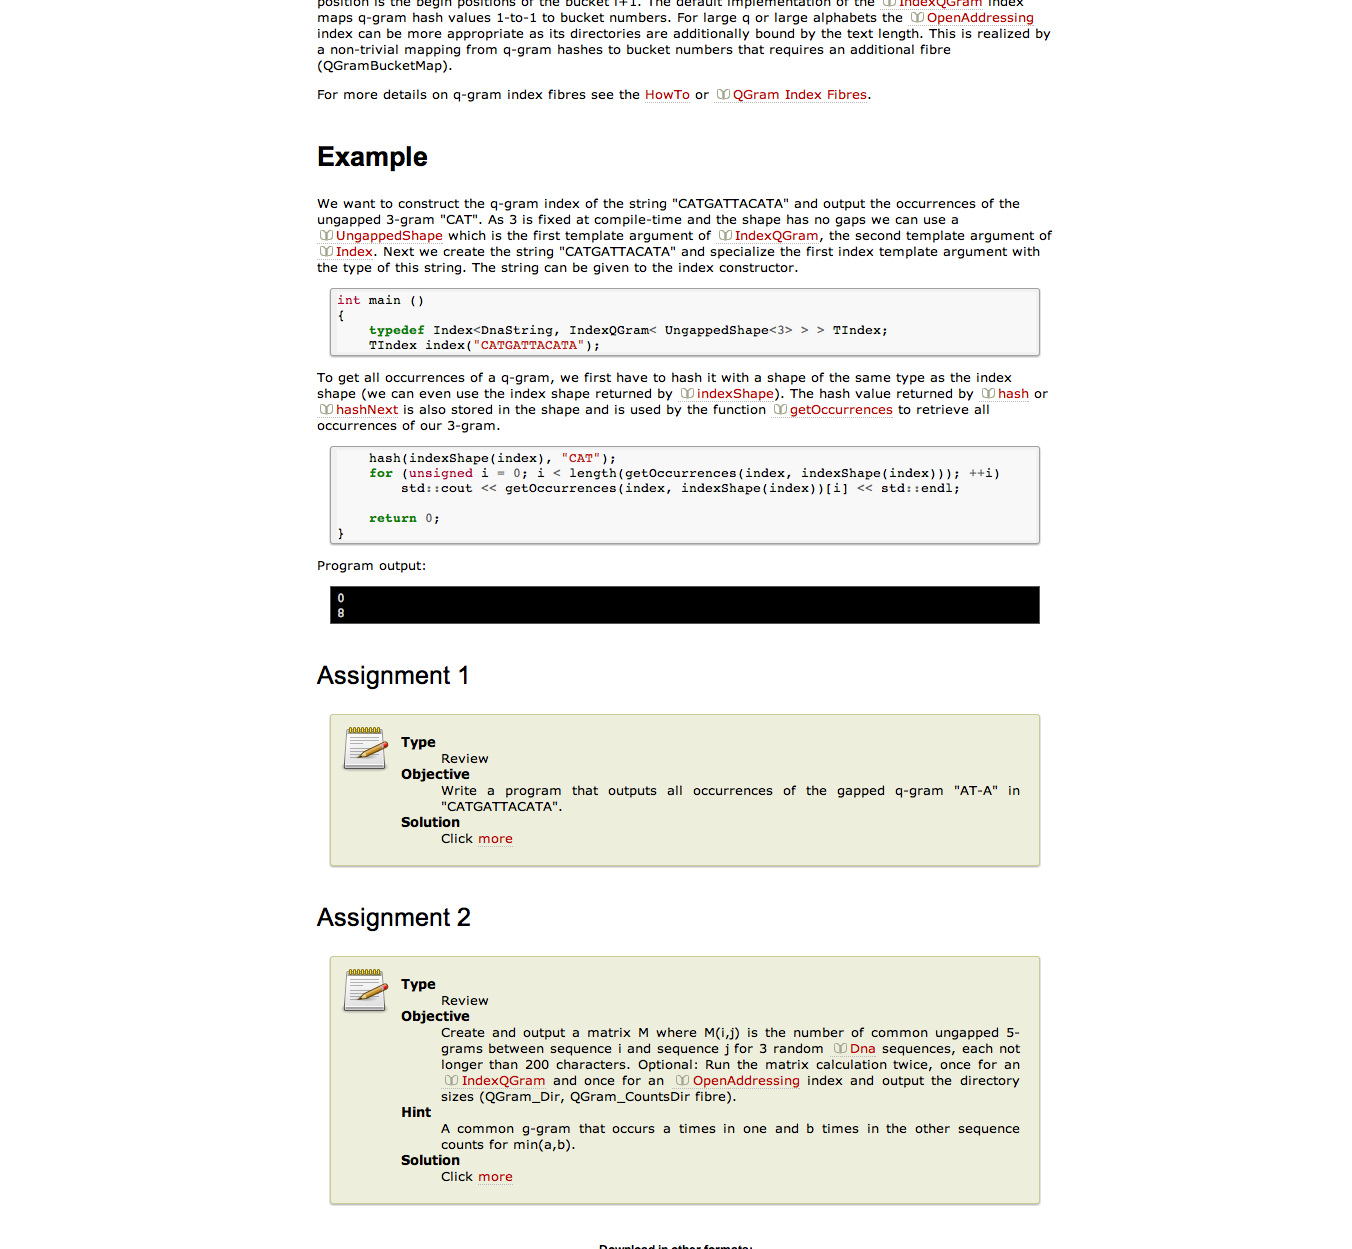 position is the begin positions of the bucket i+1. The default implementation of the IndexQGram index
maps q-gram hash values 1-to-1 to bucket numbers. For large q or large alphabets the OpenAddressing
index can be more appropriate as its directories are additionally bound by the text length. This is realized by
a non-trivial mapping from q-gram hashes to bucket numbers that requires an additional fibre
(QGramBucketMap).
For more details on q-gram index fibres see the HowTo or QGram Index Fibres.
Example
We want to construct the q-gram index of the string "CATGATTACATA" and output the occurrences of the
ungapped 3-gram "CAT". As 3 is fixed at compile-time and the shape has no gaps we can use a
UngappedShape which is the first template argument of IndexQGram, the second template argument of
Index. Next we create the string "CATGATTACATA" and specialize the first index template argument with
the type of this string. The string can be given to the index constructor.
int main ()
{
    typedef Index<DnaString, IndexQGram< UngappedShape<3> > > TIndex;
    TIndex index("CATGATTACATA");
To get all occurrences of a q-gram, we first have to hash it with a shape of the same type as the index
shape (we can even use the index shape returned by indexShape). The hash value returned by hash or
hashNext is also stored in the shape and is used by the function getOccurrences to retrieve all
occurrences of our 3-gram.
    hash(indexShape(index), "CAT");
    for (unsigned i = 0; i < length(getOccurrences(index, indexShape(index))); ++i)
        std::cout << getOccurrences(index, indexShape(index))[i] << std::endl;
    return 0;
}
Program output:
0
8
Assignment 1
Type
Review
Objective
Write a program that outputs all occurrences of the gapped q-gram "AT-A" in
"CATGATTACATA".
Solution
Click more
Assignment 2
Type
Review
Objective
Create and output a matrix M where M(i,j) is the number of common ungapped 5-
grams between sequence i and sequence j for 3 random Dna sequences, each not
longer than 200 characters. Optional: Run the matrix calculation twice, once for an
IndexQGram and once for an OpenAddressing index and output the directory
sizes (QGram_Dir, QGram_CountsDir fibre).
Hint
A common g-gram that occurs a times in one and b times in the other sequence
counts for min(a,b).
Solution
Click more
Download in other formats: